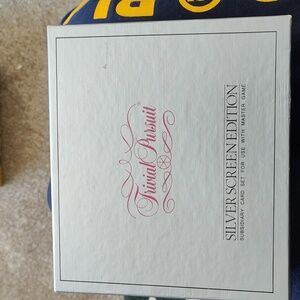 Trivial Pursuit
SILVER SCREEN EDITION
SUBSIDIARY CARD SET FOR USE WITH MASTER GAME